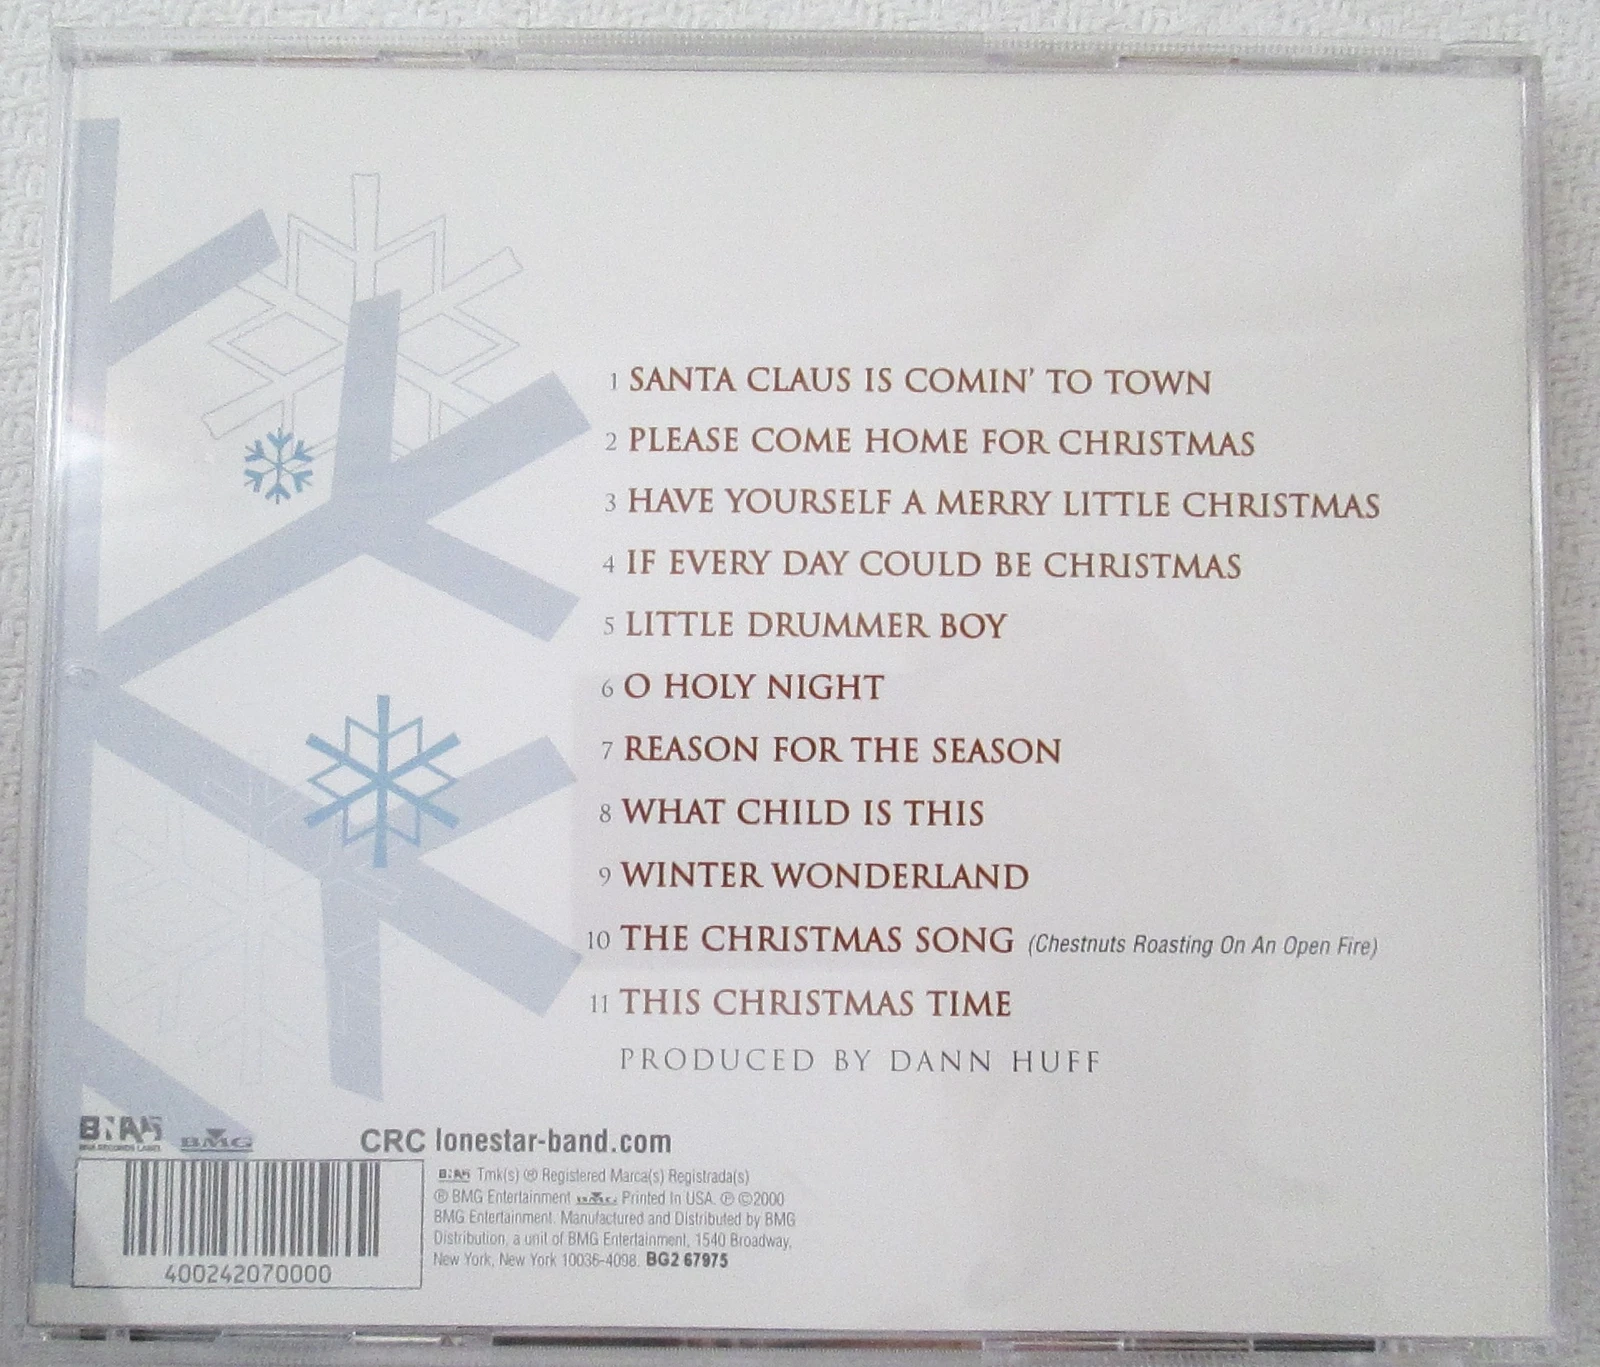 1 SANTA CLAUS IS COMIN' TO TOWN
2 PLEASE COME HOME FOR CHRISTMAS
3 HAVE YOURSELF A MERRY LITTLE CHRISTMAS
4 IF EVERY DAY COULD BE CHRISTMAS
5 LITTLE DRUMMER BOY
6 O HOLY NIGHT
7 REASON FOR THE SEASON
8 WHAT CHILD IS THIS
9 WINTER WONDERLAND
10 THE CHRISTMAS SONG (Chestnuts Roasting On An Open Fire)
11 THIS CHRISTMAS TIME
PRODUCED BY DANN HUFF
BNA
BNA RECORDS LABEL
BMG
CRC lonestar-band.com
400242070000
BNA Tmk(s) ® Registered Marca(s) Registrada(s)
® BMG Entertainment BMG Printed In USA. ℗ ©2000
BMG Entertainment. Manufactured and Distributed by BMG
Distribution, a unit of BMG Entertainment, 1540 Broadway,
New York, New York 10036-4098. BG2 67975